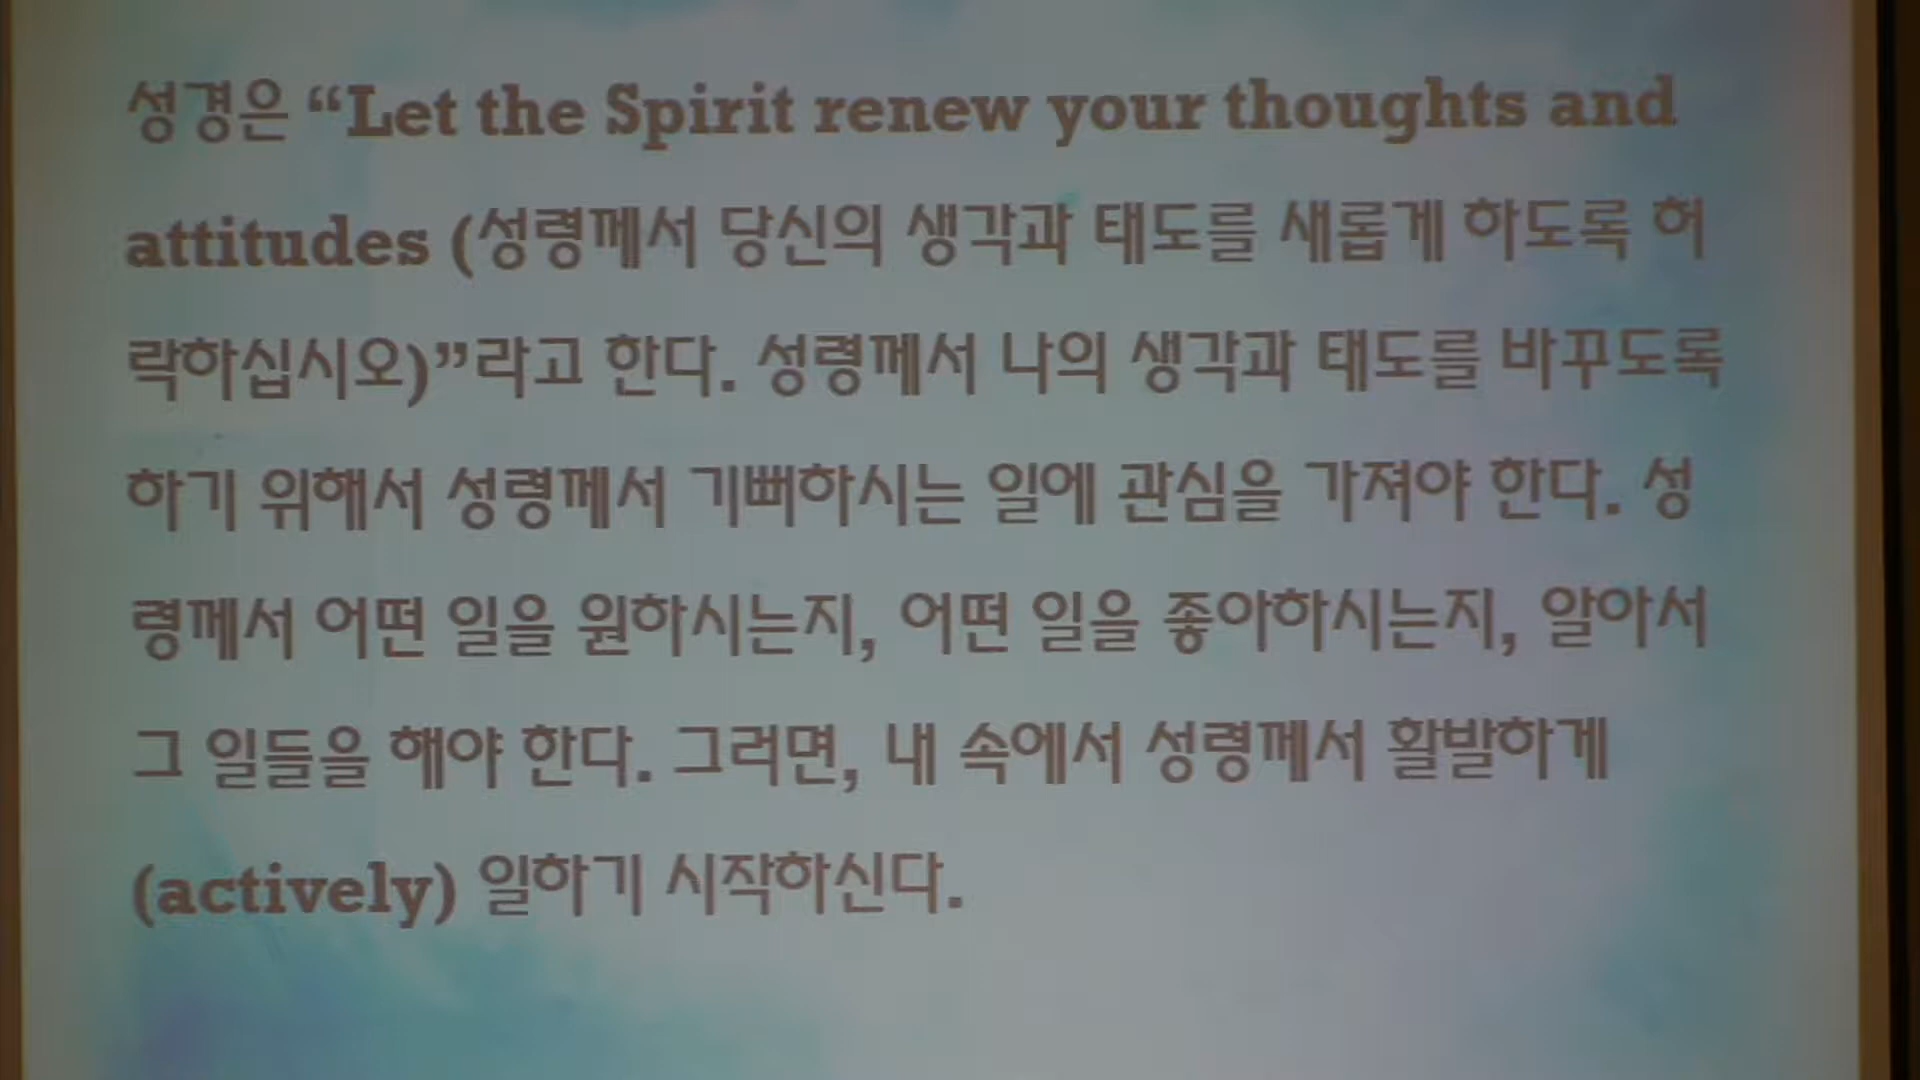 성경은 “Let the Spirit renew your thoughts and
attitudes (성령께서 당신의 생각과 태도를 새롭게 하도록 허
락하십시오)”라고 한다. 성령께서 나의 생각과 태도를 바꾸도록
하기 위해서 성령께서 기뻐하시는 일에 관심을 가져야 한다. 성
령께서 어떤 일을 원하시는지, 어떤 일을 좋아하시는지, 알아서
그 일들을 해야 한다. 그러면, 내 속에서 성령께서 활발하게
(actively) 일하기 시작하신다.